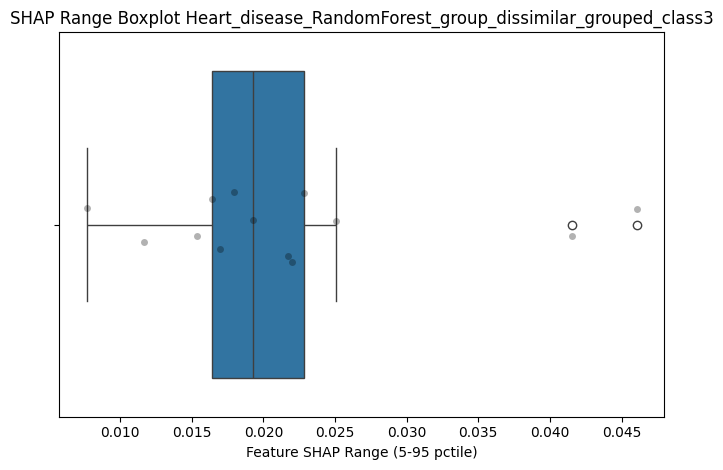 SHAP Range Boxplot Heart_disease_RandomForest_group_dissimilar_grouped_class3
0.010 0.015 0.020 0.025 0.030 0.035 0.040 0.045
Feature SHAP Range (5-95 pctile)